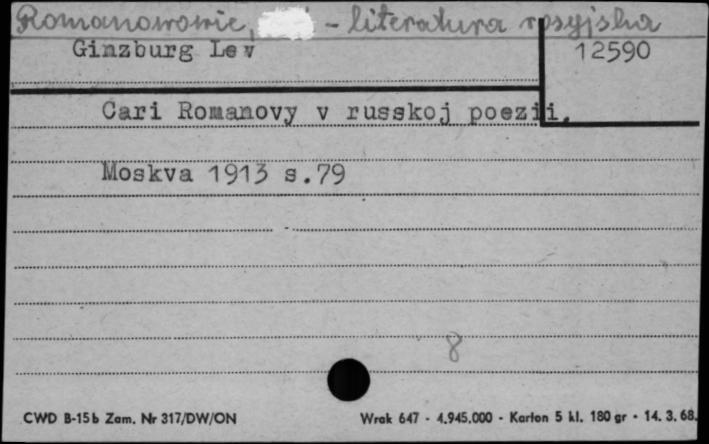 Romanowowie, - literatura rosyjska
Ginzburg Lev
12590
Cari Romanovy v russkoj poezii.
Moskva 1913 s.79
8
CWD B-15b Zam. Nr 317/DW/ON
Wrak 647 - 4.945.000 - Karton 5 kl. 180 gr - 14. 3. 68.